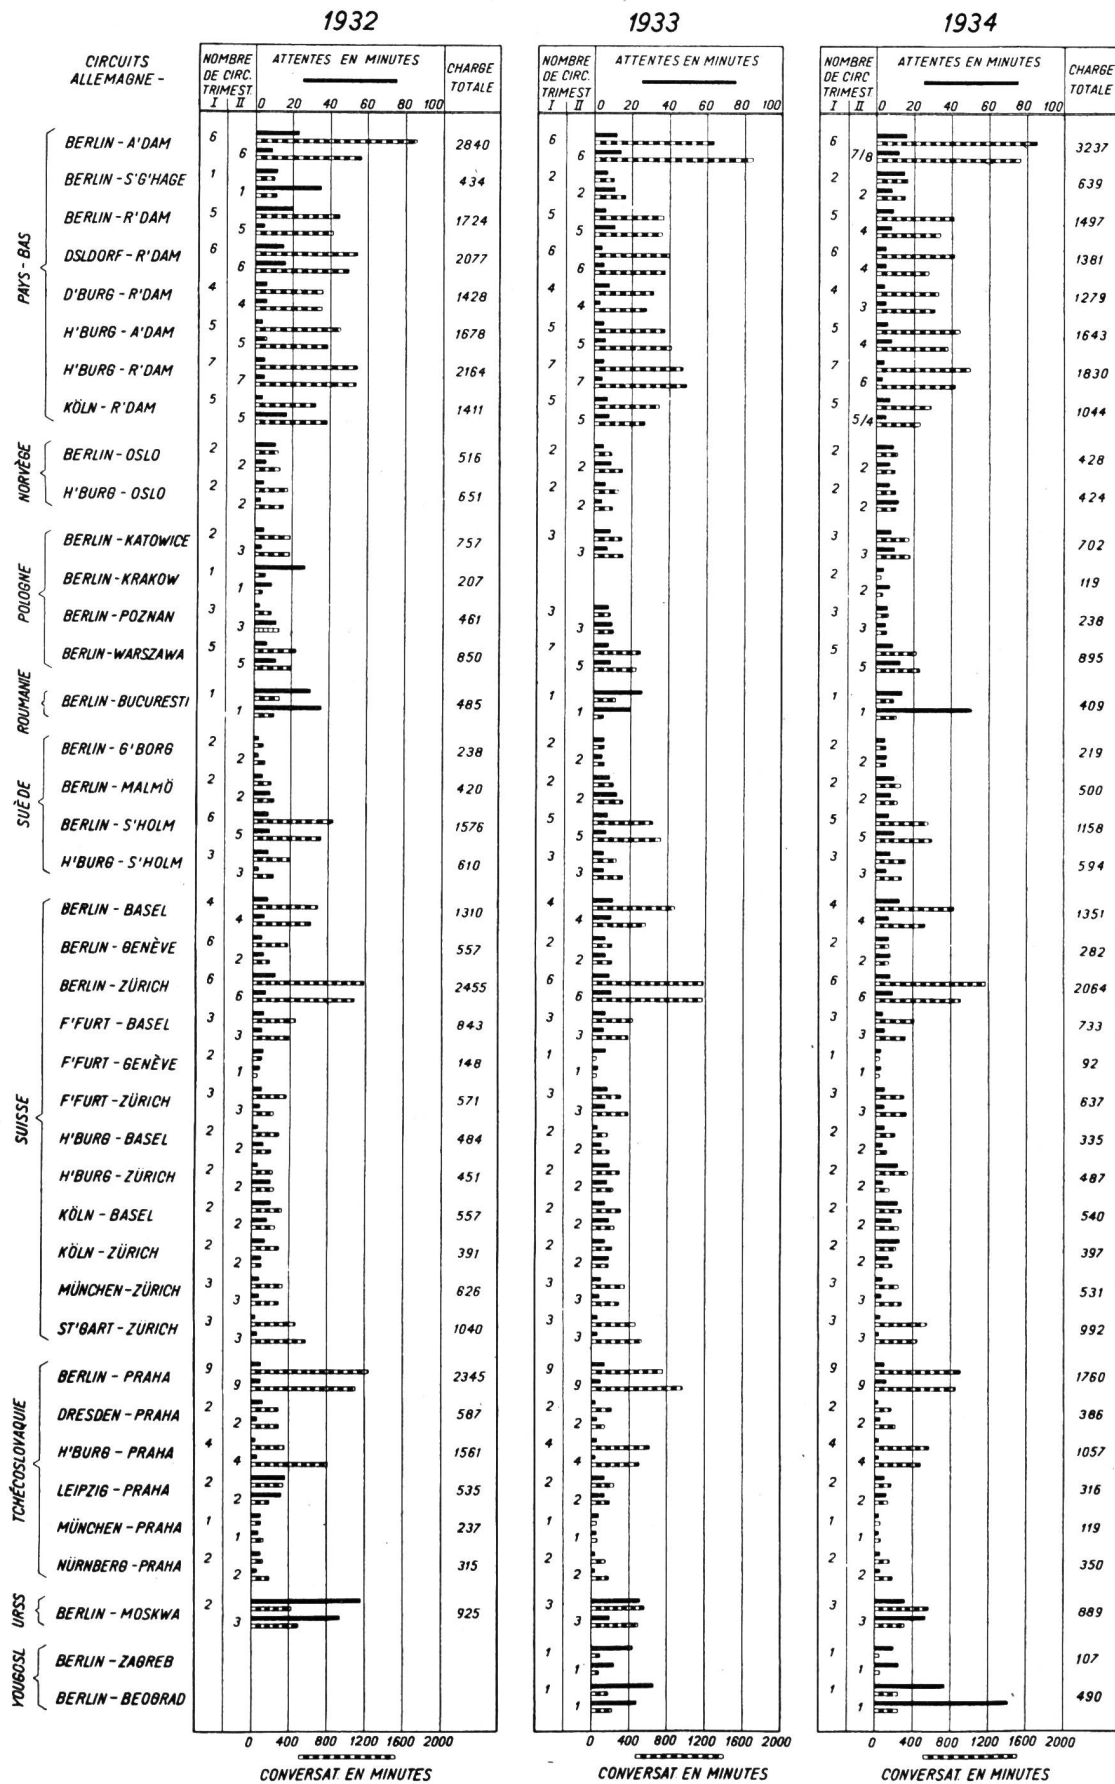 1932 1933 1934
CIRCUITS ALLEMAGNE –
NOMBRE DE CIRC. TRIMEST. I II ATTENTES EN MINUTES 0 20 40 60 80 100 CHARGE TOTALE
NOMBRE DE CIRC. TRIMEST I II ATTENTES EN MINUTES 0 20 40 60 80 100
NOMBRE DE CIRC TRIMEST I II ATTENTES EN MINUTES 0 20 40 60 80 100 CHARGE TOTALE
PAYS - BAS
BERLIN - A'DAM 6 6 2840 6 6 6 7/8 3237
BERLIN - S'G'HAGE 1 1 434 2 2 2 2 639
BERLIN - R'DAM 5 5 1724 5 5 5 4 1497
DSLDORF - R'DAM 6 6 2077 6 6 6 4 1381
D'BURG - R'DAM 4 4 1428 4 4 4 3 1279
H'BURG - A'DAM 5 5 1678 5 5 5 4 1643
H'BURG - R'DAM 7 7 2164 7 7 7 6 1830
KÖLN - R'DAM 5 5 1411 5 5 5 5/4 1044
NORVÈGE
BERLIN - OSLO 2 2 516 2 2 2 2 428
H'BURG - OSLO 2 2 651 2 2 2 2 424
POLOGNE
BERLIN - KATOWICE 2 3 757 3 3 3 3 702
BERLIN - KRAKOW 1 1 207 2 2 119
BERLIN - POZNAN 3 3 461 3 3 3 3 238
BERLIN - WARSZAWA 5 5 850 7 5 5 5 895
ROUMANIE
BERLIN - BUCURESTI 1 1 485 1 1 1 1 409
SUÈDE
BERLIN - G'BORG 2 2 238 2 2 2 2 219
BERLIN - MALMÖ 2 2 420 2 2 2 2 500
BERLIN - S'HOLM 6 5 1576 5 5 5 5 1158
H'BURG - S'HOLM 3 3 610 3 3 3 3 594
SUISSE
BERLIN - BASEL 4 4 1310 4 4 4 4 1351
BERLIN - GENÈVE 6 2 557 2 2 2 2 282
BERLIN - ZÜRICH 6 6 2455 6 6 6 6 2064
F'FURT - BASEL 3 3 843 3 3 3 3 733
F'FURT - GENÈVE 2 1 148 1 1 1 1 92
F'FURT - ZÜRICH 3 3 571 3 3 3 3 637
H'BURG - BASEL 2 2 484 2 2 2 2 335
H'BURG - ZÜRICH 2 2 451 2 2 2 2 487
KÖLN - BASEL 2 2 557 2 2 2 2 540
KÖLN - ZÜRICH 2 2 391 2 2 2 2 397
MÜNCHEN - ZÜRICH 3 3 626 3 3 3 3 531
ST'GART - ZÜRICH 3 3 1040 3 3 3 3 992
TCHÉCOSLOVAQUIE
BERLIN - PRAHA 9 9 2345 9 9 9 9 1760
DRESDEN - PRAHA 2 2 587 2 2 2 2 386
H'BURG - PRAHA 4 4 1561 4 4 4 4 1057
LEIPZIG - PRAHA 2 2 535 2 2 2 2 316
MÜNCHEN - PRAHA 1 1 237 1 1 1 1 119
NÜRNBERG - PRAHA 2 2 315 2 2 2 2 350
URSS
BERLIN - MOSKWA 2 3 925 3 3 3 3 889
YOUGOSL
BERLIN - ZAGREB 1 1 1 1 107
BERLIN - BEOGRAD 1 1 1 1 490
0 400 800 1200 1600 2000 0 400 800 1200 1600 2000 0 400 800 1200 1600 2000
CONVERSAT. EN MINUTES CONVERSAT. EN MINUTES CONVERSAT. EN MINUTES